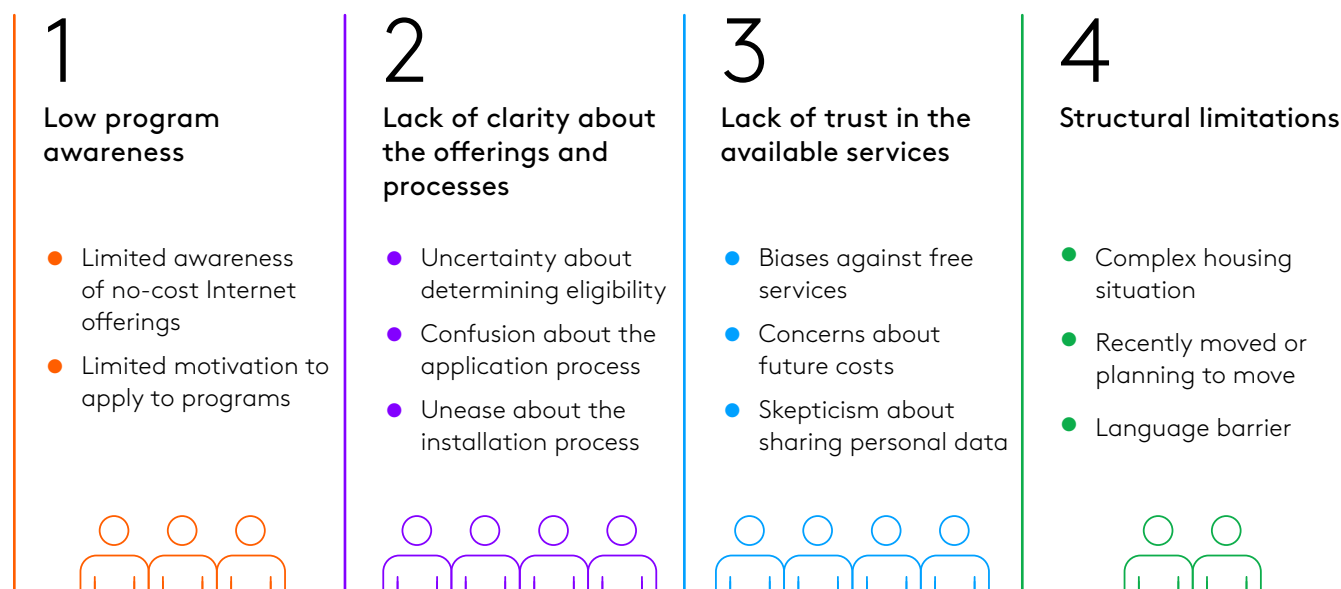 1
Low program
awareness
Limited awareness
of no-cost Internet
offerings
Limited motivation to
apply to programs
2
Lack of clarity about
the offerings and
processes
Uncertainty about
determining eligibility
Confusion about the
application process
Unease about the
installation process
3
Lack of trust in the
available services
Biases against free
services
Concerns about
future costs
Skepticism about
sharing personal data
4
Structural limitations
Complex housing
situation
Recently moved or
planning to move
Language barrier